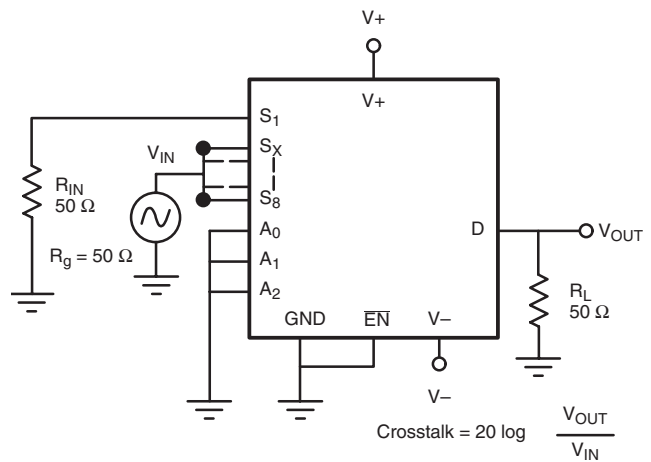 V+
V+
S1
VIN
SX
RIN
50 Ω
S8
Rg = 50 Ω
A0
D
VOUT
A1
A2
RL
50 Ω
GND
EN
V–
V–
Crosstalk = 20 log VOUT
VIN